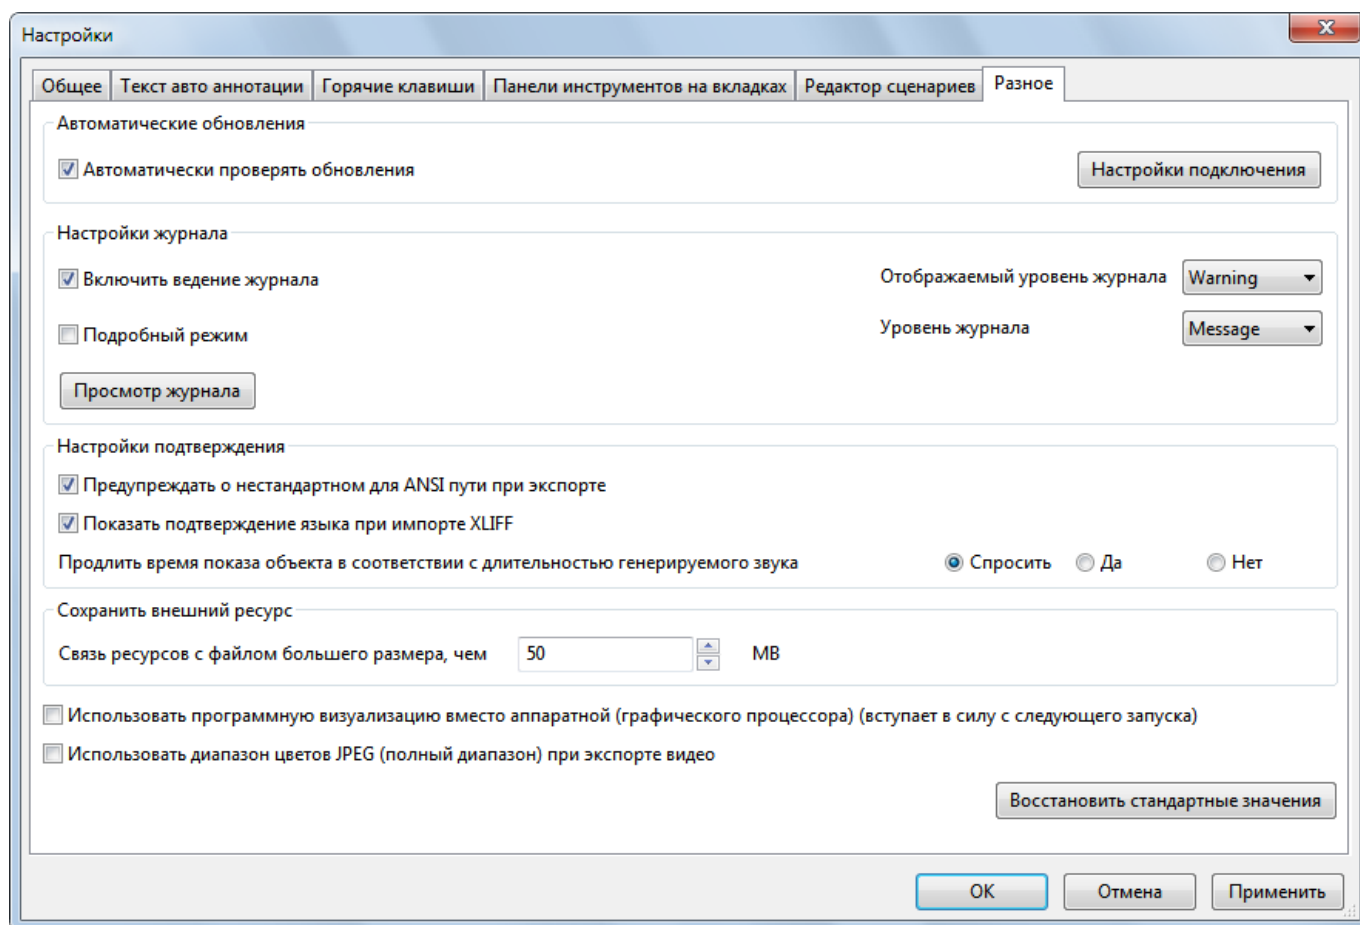 Настройки
Общее Текст авто аннотации Горячие клавиши Панели инструментов на вкладках Редактор сценариев Разное
Автоматические обновления
Автоматически проверять обновления Настройки подключения
Настройки журнала
Включить ведение журнала Отображаемый уровень журнала Warning
Подробный режим Уровень журнала Message
Просмотр журнала
Настройки подтверждения
Предупреждать о нестандартном для ANSI пути при экспорте
Показать подтверждение языка при импорте XLIFF
Продлить время показа объекта в соответствии с длительностью генерируемого звука Спросить Да Нет
Сохранить внешний ресурс
Связь ресурсов с файлом большего размера, чем 50 MB
Использовать программную визуализацию вместо аппаратной (графического процессора) (вступает в силу с следующего запуска)
Использовать диапазон цветов JPEG (полный диапазон) при экспорте видео
Восстановить стандартные значения
OK Отмена Применить